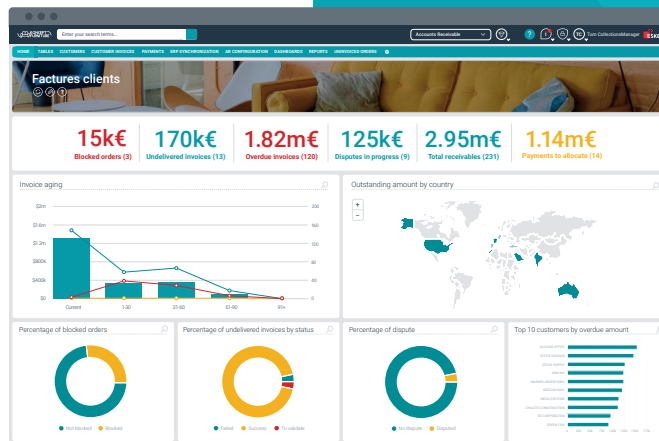 Enter your search terms...
Accounts Receivable
?
TC
Tom CollectionsManager
HOME TABLES CUSTOMERS CUSTOMER INVOICES PAYMENTS ERP SYNCHRONIZATION AR CONFIGURATION DASHBOARDS REPORTS UNINVOICED ORDERS
Factures clients
15k€ 170k€ 1.82m€ 125k€ 2.95m€ 1.14m€
Blocked orders (3) Undelivered invoices (13) Overdue invoices (120) Disputes in progress (9) Total receivables (231) Payments to allocate (14)
Invoice aging
$2m 200
$1.6m 160
$1.2m 120
$800k 80
$400k 40
$0 0
Current 1-30 31-60 61-90 91+
Outstanding amount by country
+
−
Percentage of blocked orders
Not blocked Blocked
Percentage of undelivered invoices by status
Failed Success To validate
Percentage of dispute
No dispute Disputed
Top 10 customers by overdue amount